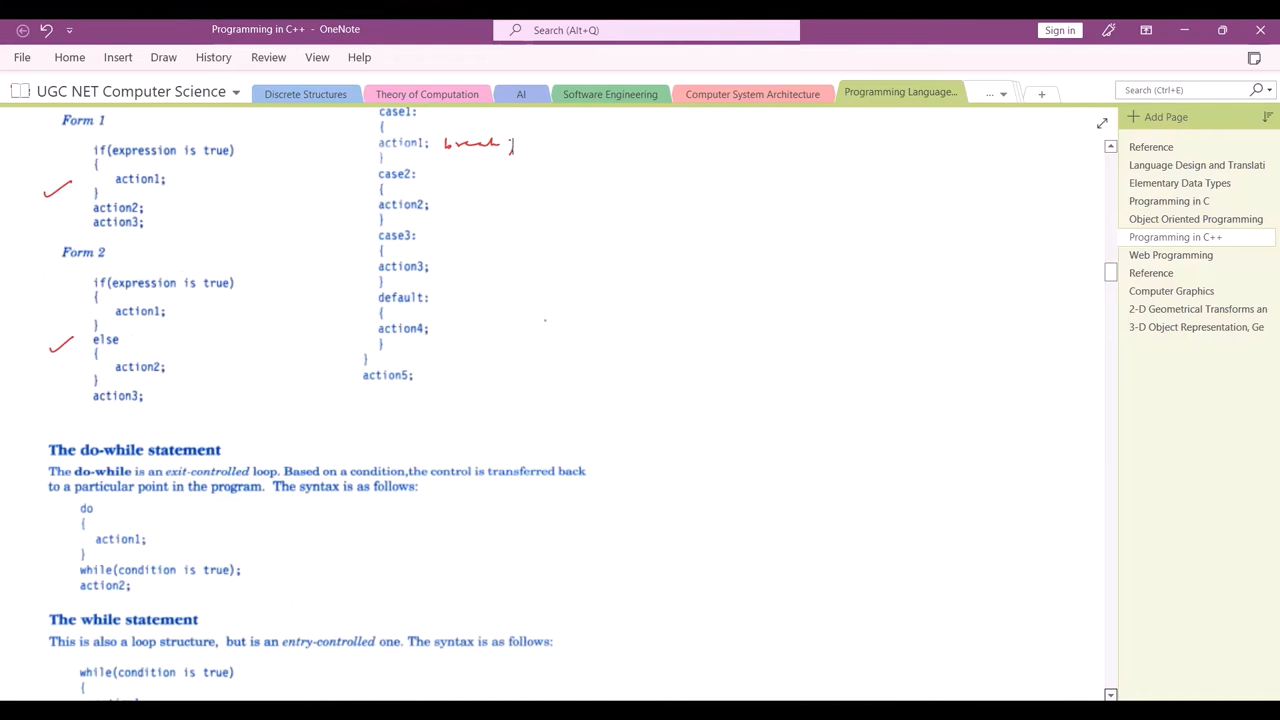 Programming in C++ - OneNote
Search (Alt+Q)
Sign in
File Home Insert Draw History Review View Help
UGC NET Computer Science
Discrete Structures
Theory of Computation
AI
Software Engineering
Computer System Architecture
Programming Language...
...
Search (Ctrl+E)
Add Page
Reference
Language Design and Translati
Elementary Data Types
Programming in C
Object Oriented Programming
Programming in C++
Web Programming
Reference
Computer Graphics
2-D Geometrical Transforms an
3-D Object Representation, Ge
Form 1
if(expression is true)
{
action1;
}
action2;
action3;
Form 2
if(expression is true)
{
action1;
}
else
{
action2;
}
action3;
case1:
{
action1; break ;
}
case2:
{
action2;
}
case3:
{
action3;
}
default:
{
action4;
}
}
action5;
The do-while statement
The do-while is an exit-controlled loop. Based on a condition,the control is transferred back
to a particular point in the program. The syntax is as follows:
do
{
action1;
}
while(condition is true);
action2;
The while statement
This is also a loop structure, but is an entry-controlled one. The syntax is as follows:
while(condition is true)
{